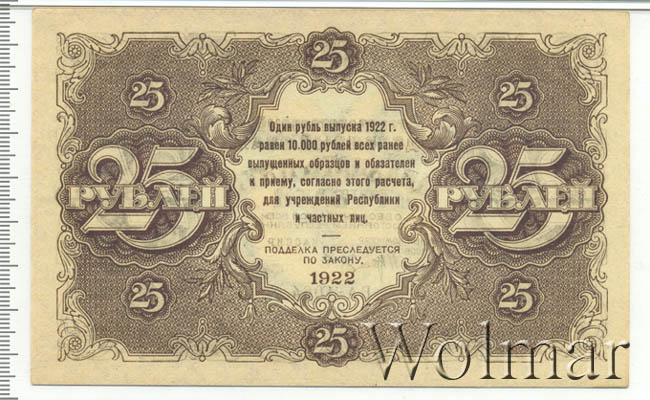 25
25
25
Один рубль выпуска 1922 г.
равен 10.000 рублей всех ранее
выпущенных образцов и обязателен
к приему, согласно этого расчета,
для учреждений Республики
и частных лиц.
25 РУБЛЕЙ
25 РУБЛЕЙ
ПОДДЕЛКА ПРЕСЛЕДУЕТСЯ
ПО ЗАКОНУ.
1922
25
25
25
Wolmar